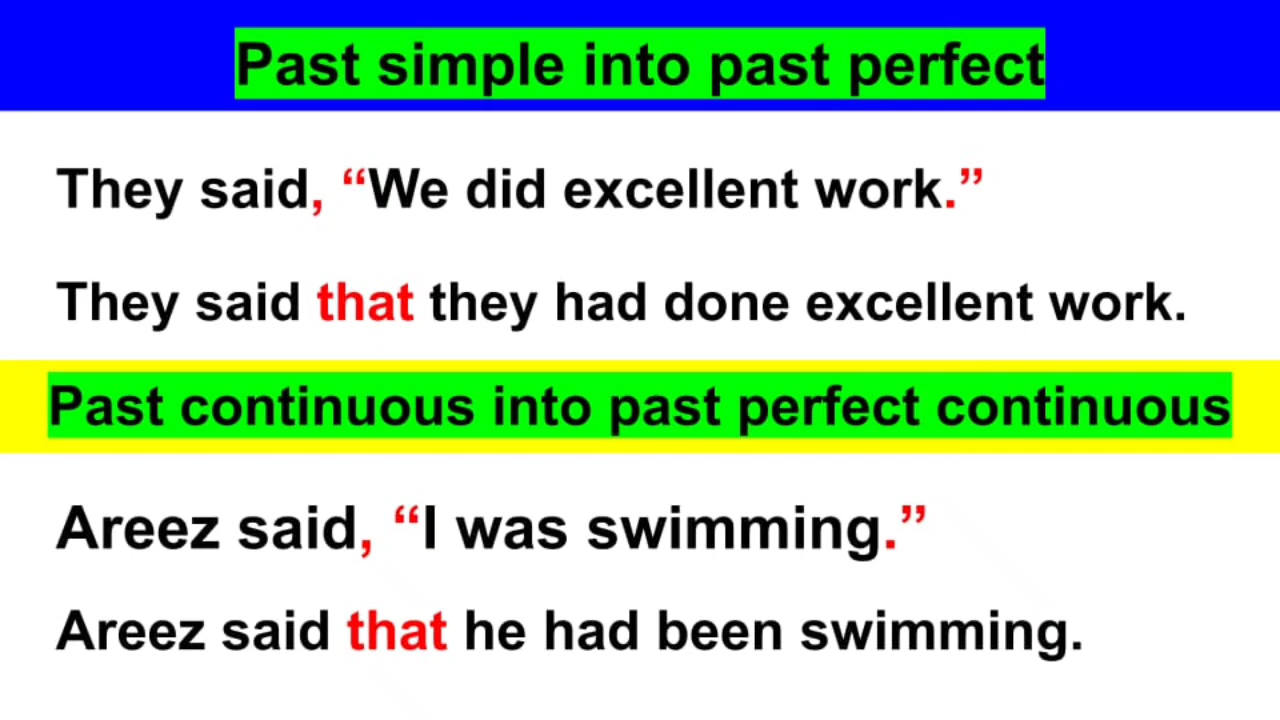 Past simple into past perfect
They said, “We did excellent work.”
They said that they had done excellent work.
Past continuous into past perfect continuous
Areez said, “I was swimming.”
Areez said that he had been swimming.